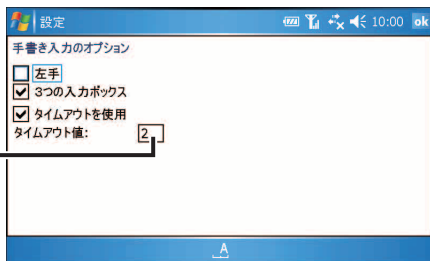 設定 10:00 ok
手書き入力のオプション
左手
3つの入力ボックス
タイムアウトを使用
タイムアウト値: 2
A